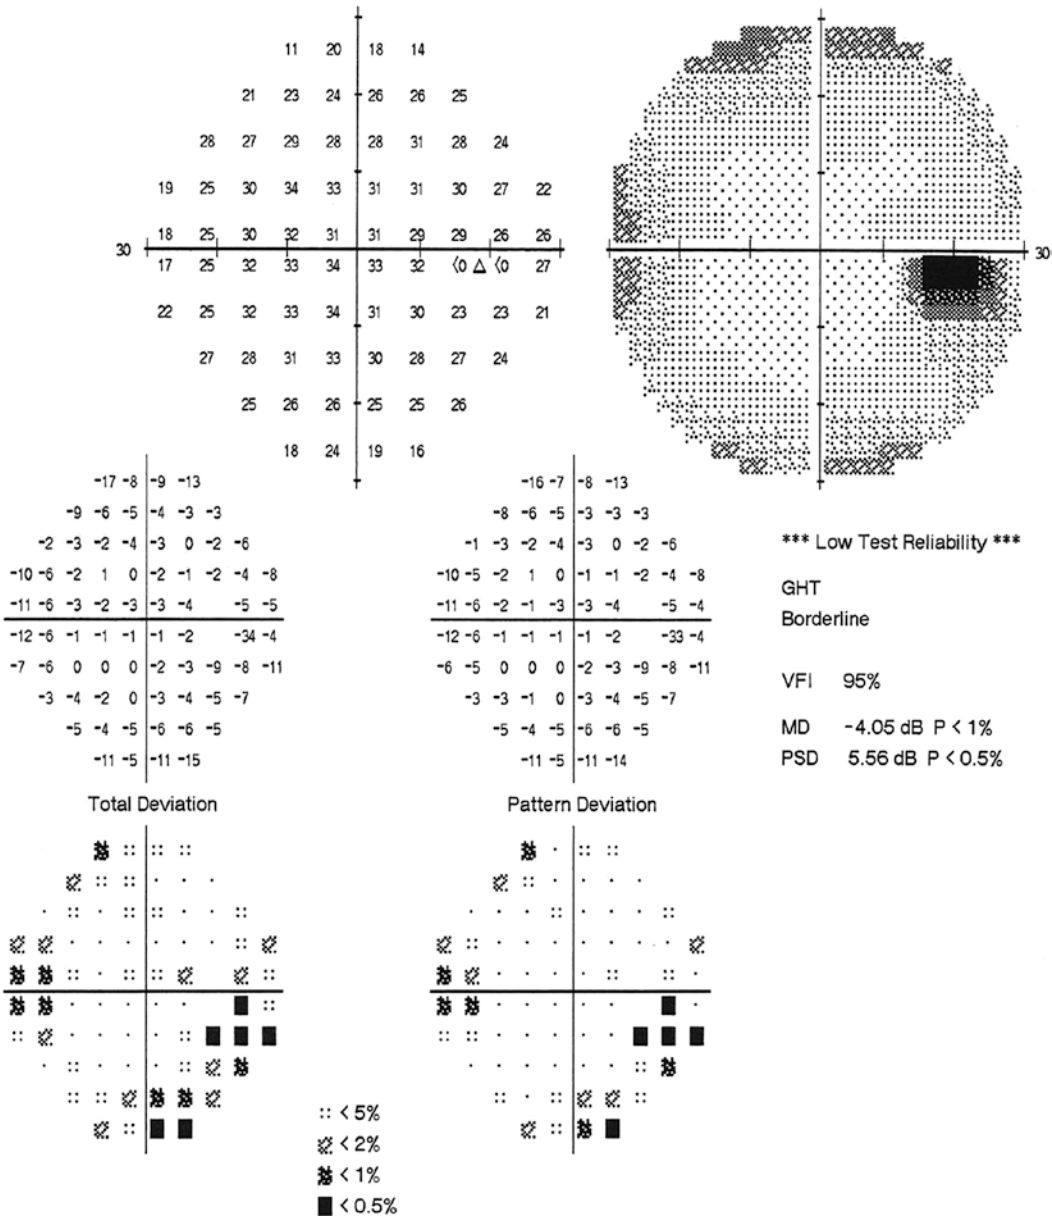 11 20 18 14
21 23 24 26 26 25
28 27 29 28 28 31 28 24
19 25 30 34 33 31 31 30 27 22
18 25 30 32 31 31 29 29 26 26
30
30
17 25 32 33 34 33 32 <0 △ <0 27
22 25 32 33 34 31 30 23 23 21
27 28 31 33 30 28 27 24
25 26 26 25 25 26
18 24 19 16
-17 -8 -9 -13
-9 -6 -5 -4 -3 -3
-2 -3 -2 -4 -3 0 -2 -6
-10 -6 -2 1 0 -2 -1 -2 -4 -8
-11 -6 -3 -2 -3 -3 -4 -5 -5
-12 -6 -1 -1 -1 -1 -2 -34 -4
-7 -6 0 0 0 -2 -3 -9 -8 -11
-3 -4 -2 0 -3 -4 -5 -7
-5 -4 -5 -6 -6 -5
-11 -5 -11 -15
Total Deviation
-16 -7 -8 -13
-8 -6 -5 -3 -3 -3
-1 -3 -2 -4 -3 0 -2 -6
-10 -5 -2 1 0 -1 -1 -2 -4 -8
-11 -6 -2 -1 -3 -3 -4 -5 -4
-12 -6 -1 -1 -1 -1 -2 -33 -4
-6 -5 0 0 0 -2 -3 -9 -8 -11
-3 -3 -1 0 -3 -4 -5 -7
-5 -4 -5 -6 -6 -5
-11 -5 -11 -14
Pattern Deviation
*** Low Test Reliability ***
GHT
Borderline
VFI 95%
MD -4.05 dB P < 1%
PSD 5.56 dB P < 0.5%
< 5%
< 2%
< 1%
< 0.5%